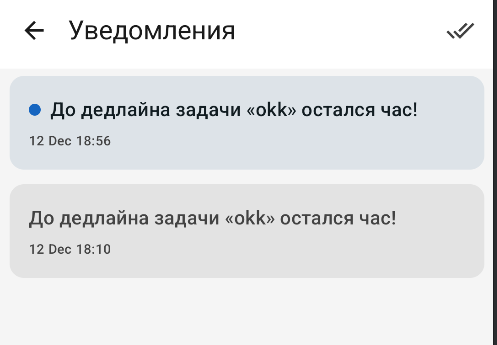 Уведомления
До дедлайна задачи «okk» остался час!
12 Dec 18:56
До дедлайна задачи «okk» остался час!
12 Dec 18:10